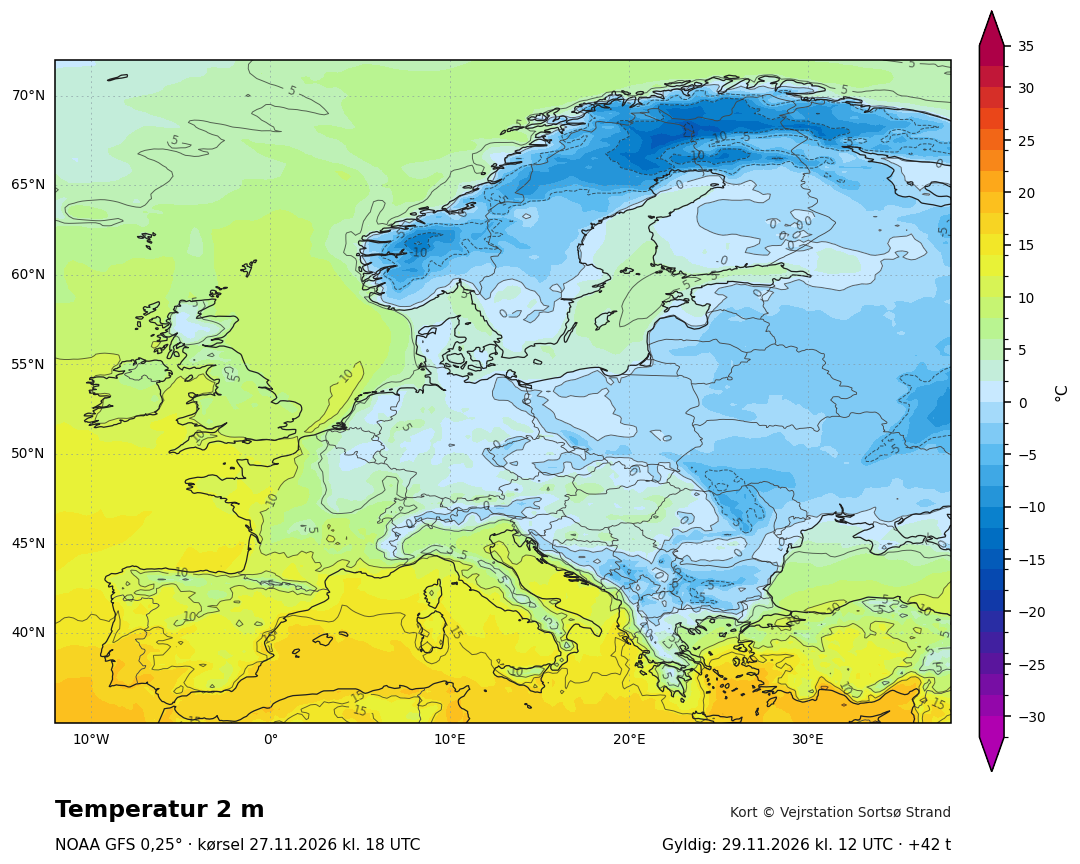 70°N
65°N
60°N
55°N
50°N
45°N
40°N
10°W
0°
10°E
20°E
30°E
35
30
25
20
15
10
5
0
−5
−10
−15
−20
−25
−30
°C
Temperatur 2 m
Kort © Vejrstation Sortsø Strand
NOAA GFS 0,25° · kørsel 27.11.2026 kl. 18 UTC
Gyldig: 29.11.2026 kl. 12 UTC · +42 t